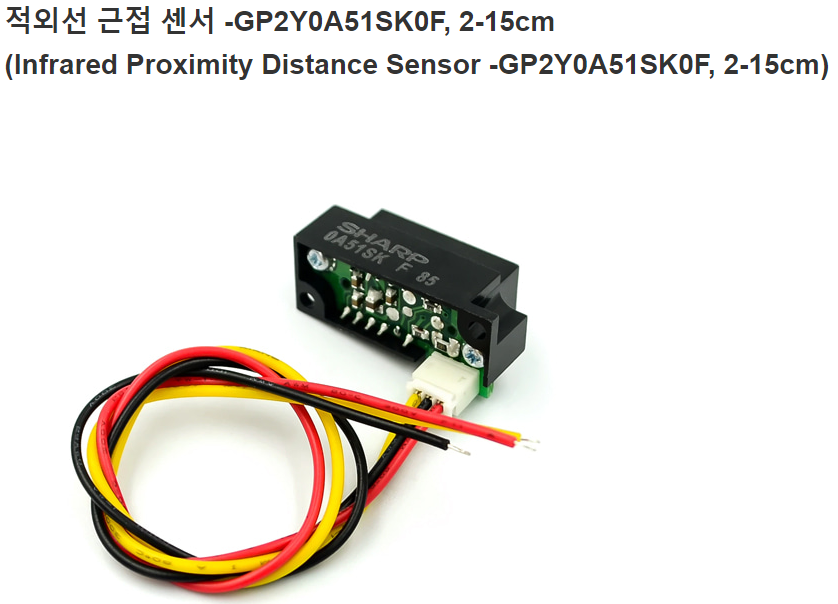 적외선 근접 센서 -GP2Y0A51SK0F, 2-15cm
(Infrared Proximity Distance Sensor -GP2Y0A51SK0F, 2-15cm)
SHARP
0A51SK F 85